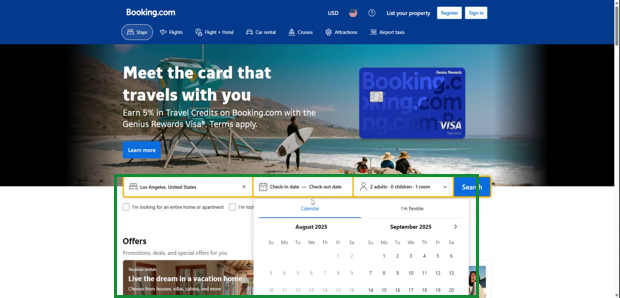 Booking.com
USD
List your property
Register
Sign in
Stays
Flights
Flight + Hotel
Car rental
Cruises
Attractions
Airport taxis
Meet the card that
travels with you
Earn 5% in Travel Credits on Booking.com with the
Genius Rewards Visa®. Terms apply.
Learn more
Genius Rewards
Booking.c
VISA
Los Angeles, United States
Check-in date — Check-out date
2 adults · 0 children · 1 room
Search
I'm looking for an entire home or apartment
I'm loo
Calendar
I'm flexible
August 2025
September 2025
Su Mo Tu We Th Fr Sa
Su Mo Tu We Th Fr Sa
1 2
1 2 3 4 5 6
3 4 5 6 7 8 9
7 8 9 10 11 12 13
10 11 12 13 14 15 16
14 15 16 17 18 19 20
Offers
Promotions, deals, and special offers for you
Vacation rentals
Live the dream in a vacation home
Choose from houses, villas, cabins, and more